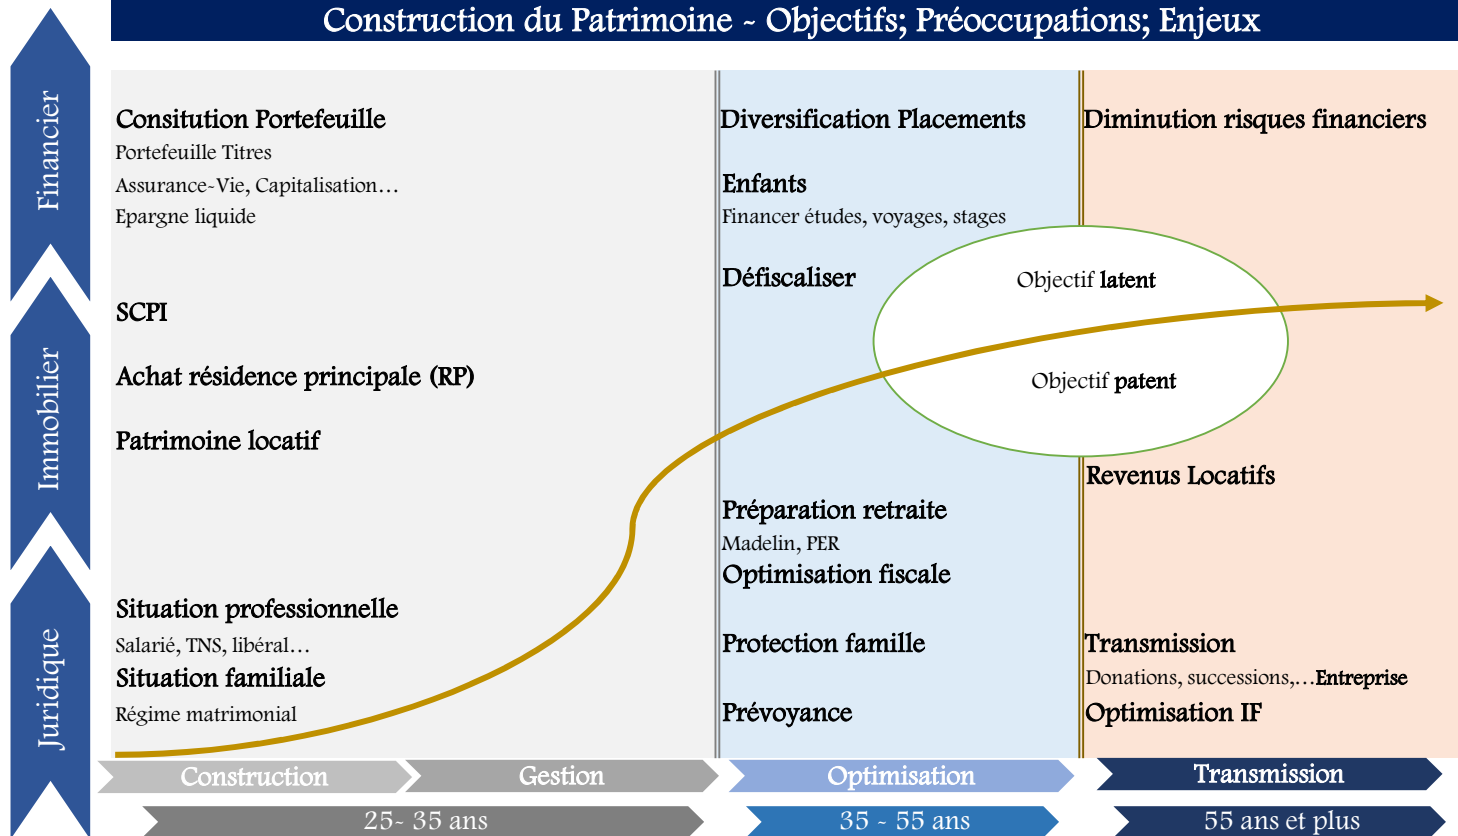 Construction du Patrimoine - Objectifs; Préoccupations; Enjeux
Financier
Immobilier
Juridique
Consitution Portefeuille
Portefeuille Titres
Assurance-Vie, Capitalisation...
Epargne liquide
SCPI
Achat résidence principale (RP)
Patrimoine locatif
Situation professionnelle
Salarié, TNS, libéral...
Situation familiale
Régime matrimonial
Diversification Placements
Enfants
Financer études, voyages, stages
Défiscaliser
Préparation retraite
Madelin, PER
Optimisation fiscale
Protection famille
Prévoyance
Diminution risques financiers
Objectif latent
Objectif patent
Revenus Locatifs
Transmission
Donations, successions,...Entreprise
Optimisation IF
Construction
Gestion
Optimisation
Transmission
25- 35 ans
35 - 55 ans
55 ans et plus